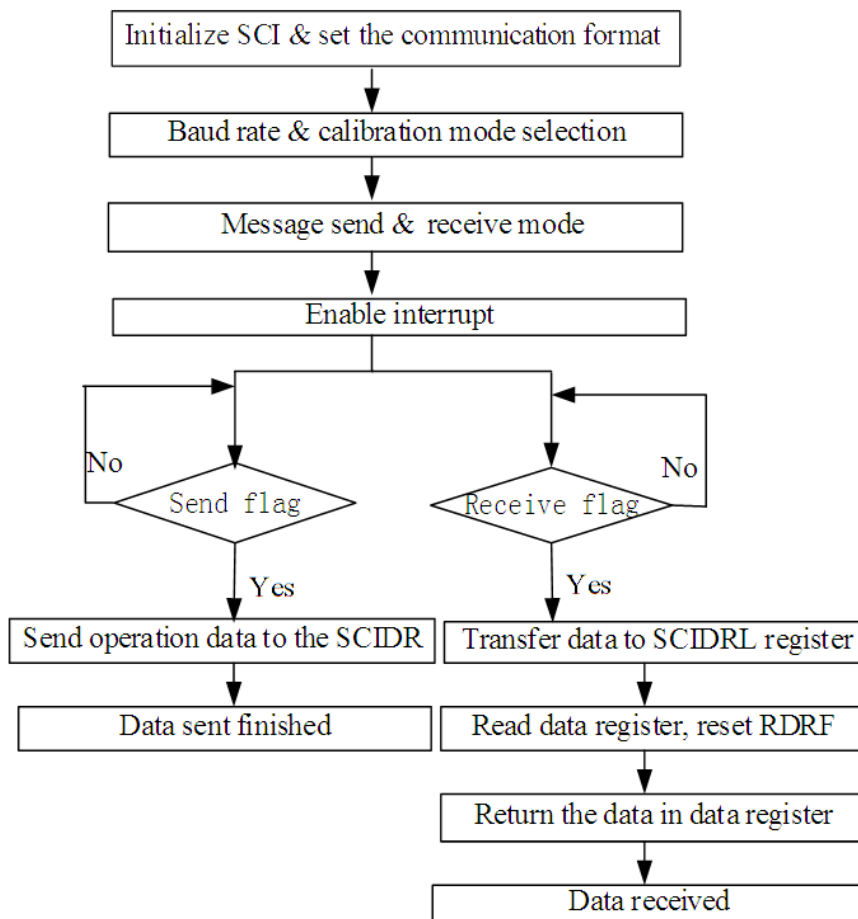 Initialize SCI & set the communication format
Baud rate & calibration mode selection
Message send & receive mode
Enable interrupt
No
Send flag
Yes
Send operation data to the SCIDR
Data sent finished
No
Receive flag
Yes
Transfer data to SCIDRL register
Read data register, reset RDRF
Return the data in data register
Data received